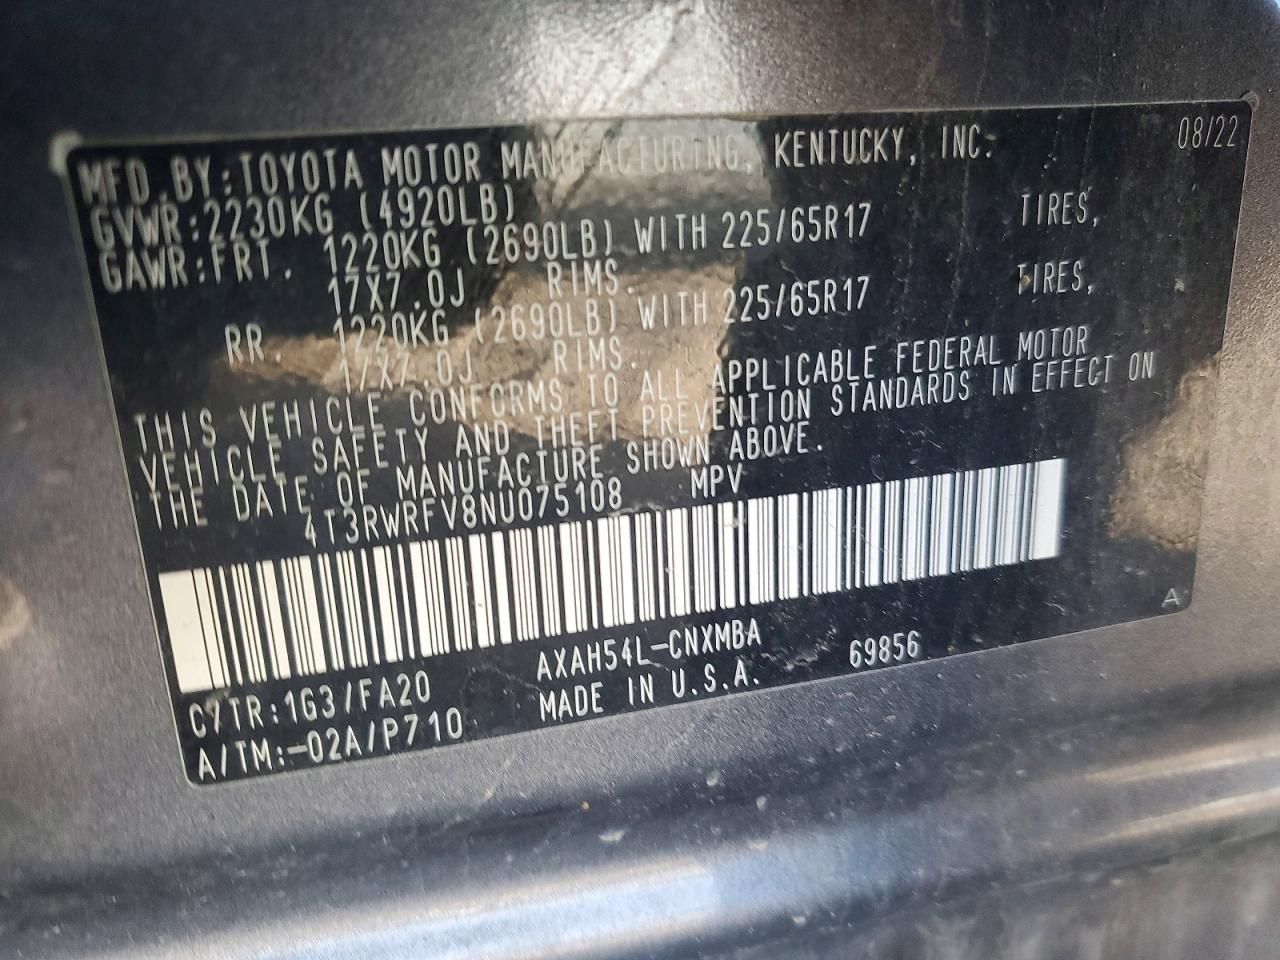 MFD.BY:TOYOTA MOTOR MANUFACTURING, KENTUCKY, INC. 08/22
GVWR:2230KG (4920LB)
GAWR:FRT. 1220KG (2690LB) WITH 225/65R17 TIRES,
17X7.0J RIMS.
RR. 1220KG (2690LB) WITH 225/65R17 TIRES,
17X7.0J RIMS.
THIS VEHICLE CONFORMS TO ALL APPLICABLE FEDERAL MOTOR
VEHICLE SAFETY AND THEFT PREVENTION STANDARDS IN EFFECT ON
THE DATE OF MANUFACTURE SHOWN ABOVE.
4T3RWRFV8NU075108 MPV
A
C/TR:1G3/FA20 AXAH54L-CNXMBA 69856
A/TM:-02A/P710 MADE IN U.S.A.